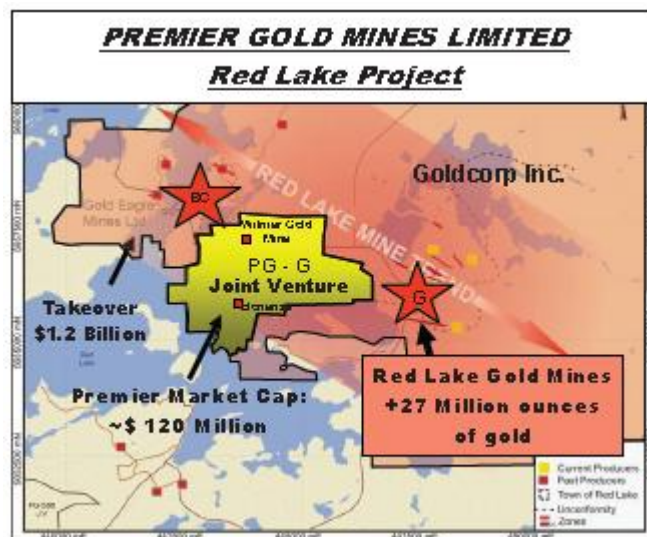 PREMIER GOLD MINES LIMITED
Red Lake Project
RED LAKE MINE TREND
Goldcorp Inc.
BC
Gold Eagle
Mines Ltd
Wilmar Gold
Mine
PG - G
Joint Venture
G
Takeover
$1.2 Billion
Premier Market Cap:
~$ 120 Million
Red Lake Gold Mines
+27 Million ounces
of gold
Current Producers
Past Producers
Town of Red Lake
Unconformity
Zones